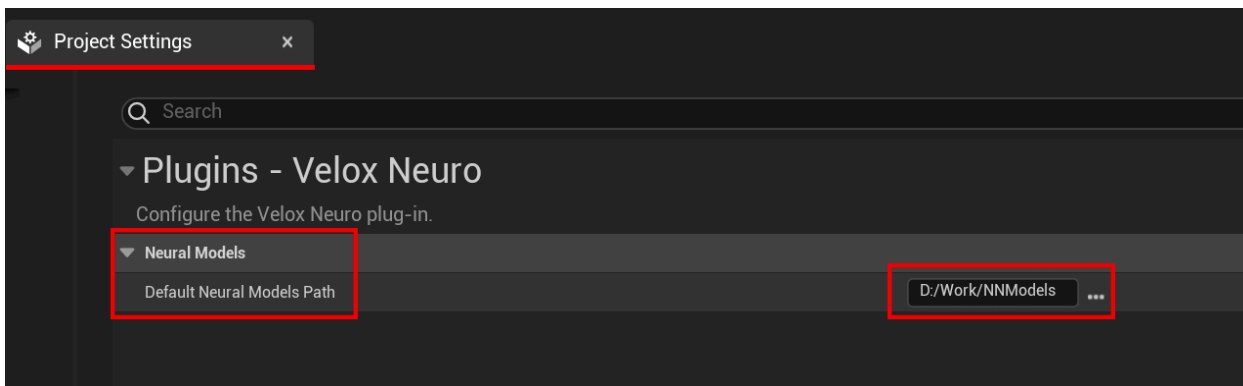 Project Settings
Search
Plugins - Velox Neuro
Configure the Velox Neuro plug-in.
Neural Models
Default Neural Models Path
D:/Work/NNModels